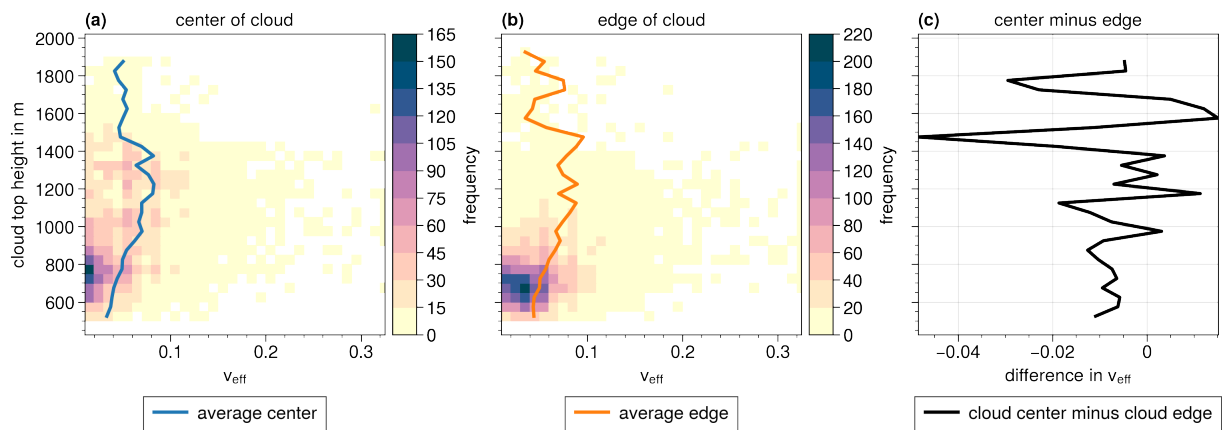 (a) center of cloud
(b) edge of cloud
(c) center minus edge
cloud top height in m
2000
1800
1600
1400
1200
1000
800
600
0.1 0.2 0.3
v_eff
165
150
135
120
105
90
75
60
45
30
15
0
frequency
average center
0.1 0.2 0.3
v_eff
220
200
180
160
140
120
100
80
60
40
20
0
frequency
average edge
−0.04 −0.02 0
difference in v_eff
cloud center minus cloud edge